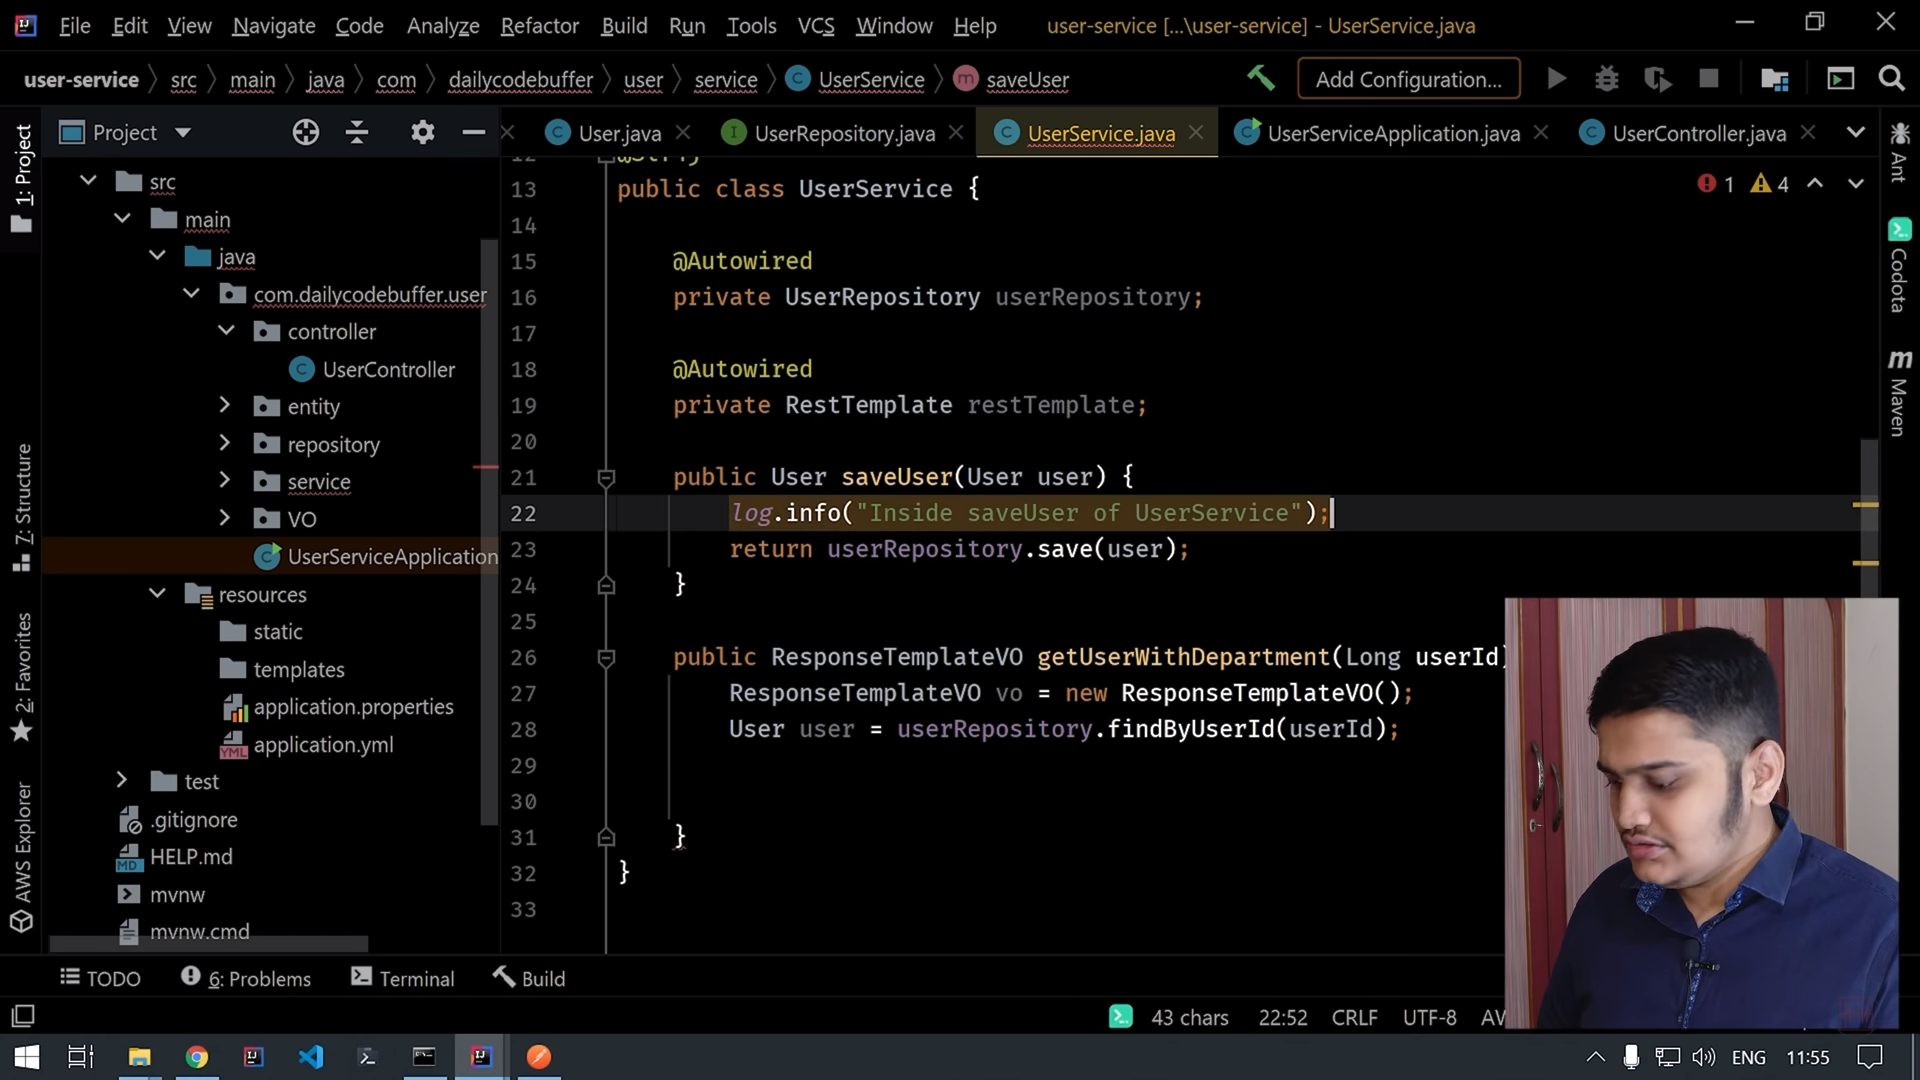 File Edit View Navigate Code Analyze Refactor Build Run Tools VCS Window Help user-service [...\user-service] - UserService.java
user-service src main java com dailycodebuffer user service UserService saveUser Add Configuration...
Project
User.java UserRepository.java UserService.java UserServiceApplication.java UserController.java
1: Project
7: Structure
2: Favorites
AWS Explorer
src
main
java
com.dailycodebuffer.user
controller
UserController
entity
repository
service
VO
UserServiceApplication
resources
static
templates
application.properties
application.yml
test
.gitignore
HELP.md
mvnw
mvnw.cmd
1 4
13 public class UserService {
14
15 @Autowired
16 private UserRepository userRepository;
17
18 @Autowired
19 private RestTemplate restTemplate;
20
21 public User saveUser(User user) {
22 log.info("Inside saveUser of UserService");
23 return userRepository.save(user);
24 }
25
26 public ResponseTemplateVO getUserWithDepartment(Long userId)
27 ResponseTemplateVO vo = new ResponseTemplateVO();
28 User user = userRepository.findByUserId(userId);
29
30
31 }
32 }
33
Ant
Codota
Maven
TODO 6: Problems Terminal Build
43 chars 22:52 CRLF UTF-8
ENG 11:55